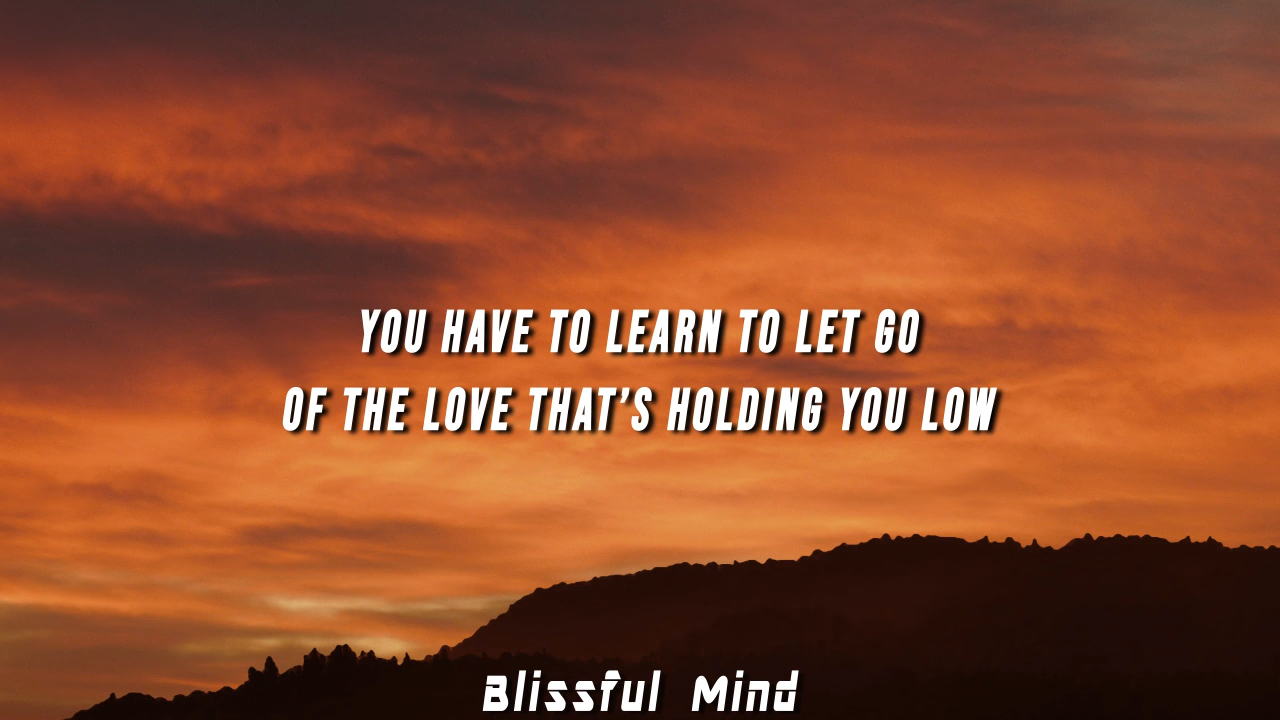 YOU HAVE TO LEARN TO LET GO
OF THE LOVE THAT'S HOLDING YOU LOW
Blissful Mind